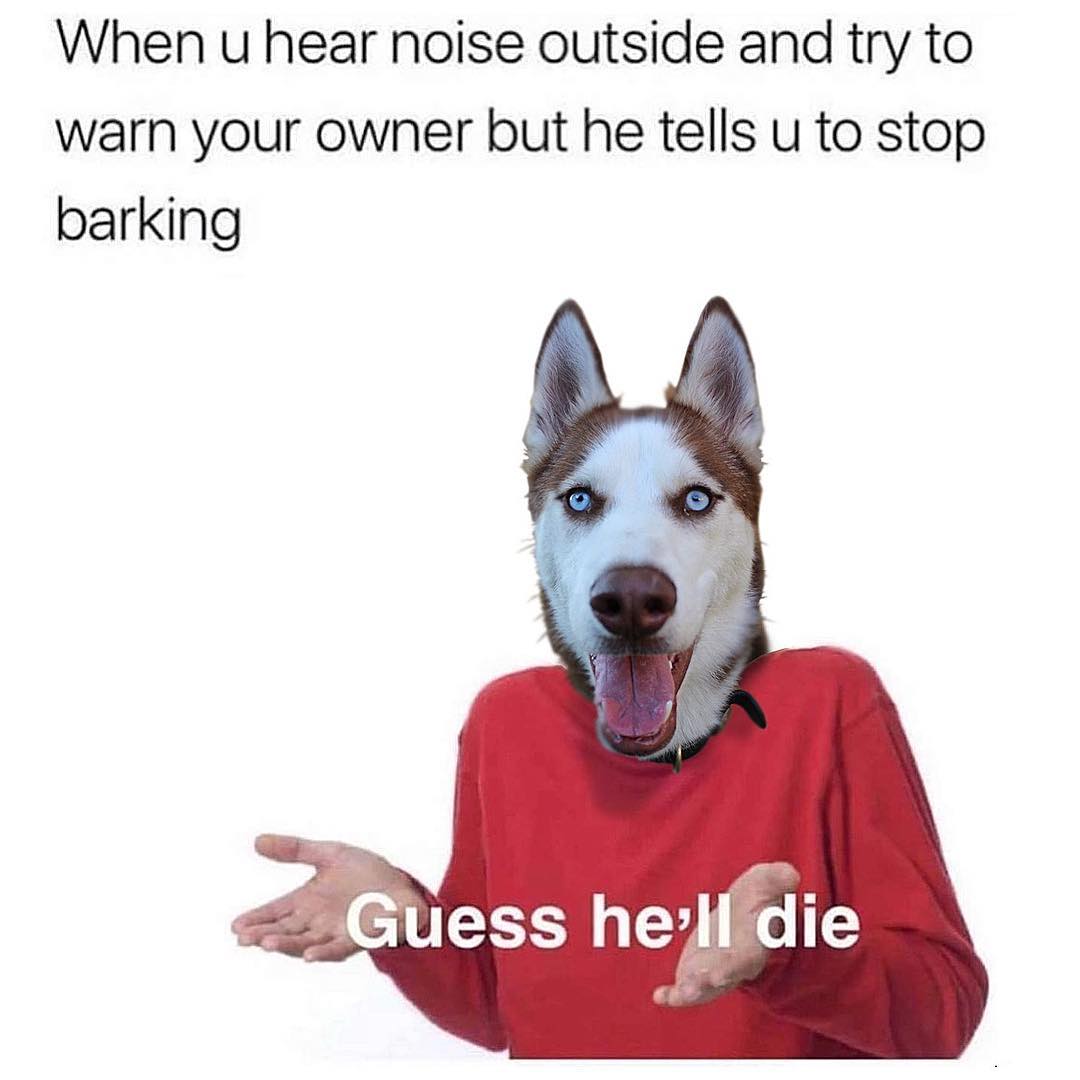 When u hear noise outside and try to
warn your owner but he tells u to stop
barking
Guess he'll die